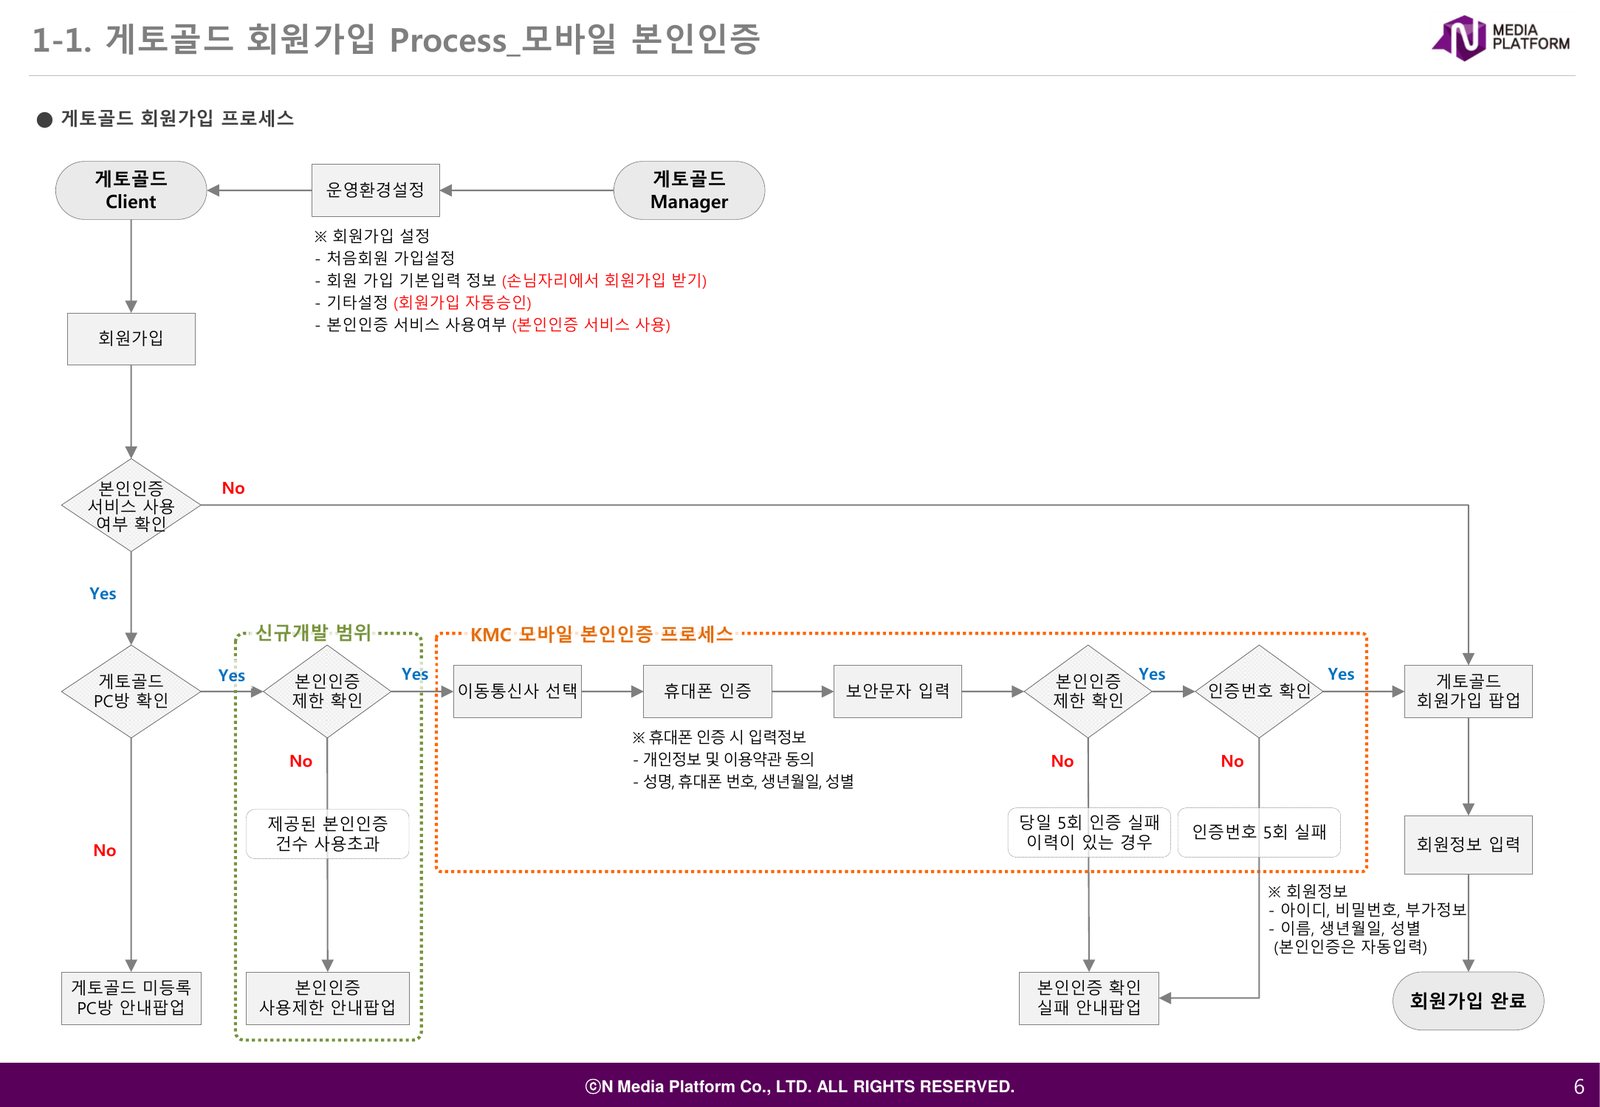 1-1. 게토골드 회원가입 Process_모바일 본인인증
MEDIA
PLATFORM
● 게토골드 회원가입 프로세스
게토골드
Client
운영환경설정
게토골드
Manager
※ 회원가입 설정
- 처음회원 가입설정
- 회원 가입 기본입력 정보 (손님자리에서 회원가입 받기)
- 기타설정 (회원가입 자동승인)
- 본인인증 서비스 사용여부 (본인인증 서비스 사용)
회원가입
본인인증
서비스 사용
여부 확인
No
Yes
신규개발 범위
KMC 모바일 본인인증 프로세스
게토골드
PC방 확인
Yes
본인인증
제한 확인
Yes
이동통신사 선택
휴대폰 인증
보안문자 입력
본인인증
제한 확인
Yes
인증번호 확인
Yes
게토골드
회원가입 팝업
※ 휴대폰 인증 시 입력정보
- 개인정보 및 이용약관 동의
- 성명, 휴대폰 번호, 생년월일, 성별
No
No
No
No
제공된 본인인증
건수 사용초과
당일 5회 인증 실패
이력이 있는 경우
인증번호 5회 실패
회원정보 입력
※ 회원정보
- 아이디, 비밀번호, 부가정보
- 이름, 생년월일, 성별
(본인인증은 자동입력)
게토골드 미등록
PC방 안내팝업
본인인증
사용제한 안내팝업
본인인증 확인
실패 안내팝업
회원가입 완료
ⓒN Media Platform Co., LTD. ALL RIGHTS RESERVED.
6